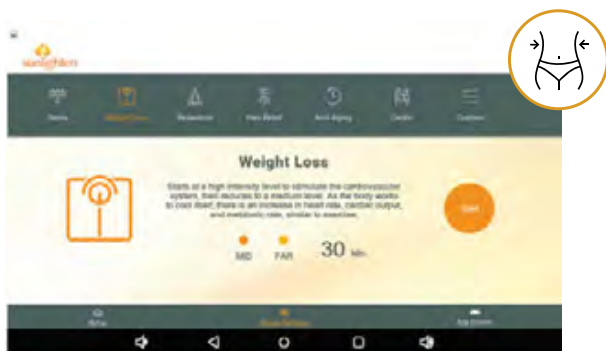 sunlighten
Weight Loss Relaxation Pain Relief Anti-Aging Cardio Custom
Weight Loss
Starts at a high intensity level to stimulate the cardiovascular
system, then reduces to a medium level. As the body works
to cool itself, there is an increase in heart rate, cardiac output,
and metabolic rate, similar to exercise.
MID FAR 30 Min
Start